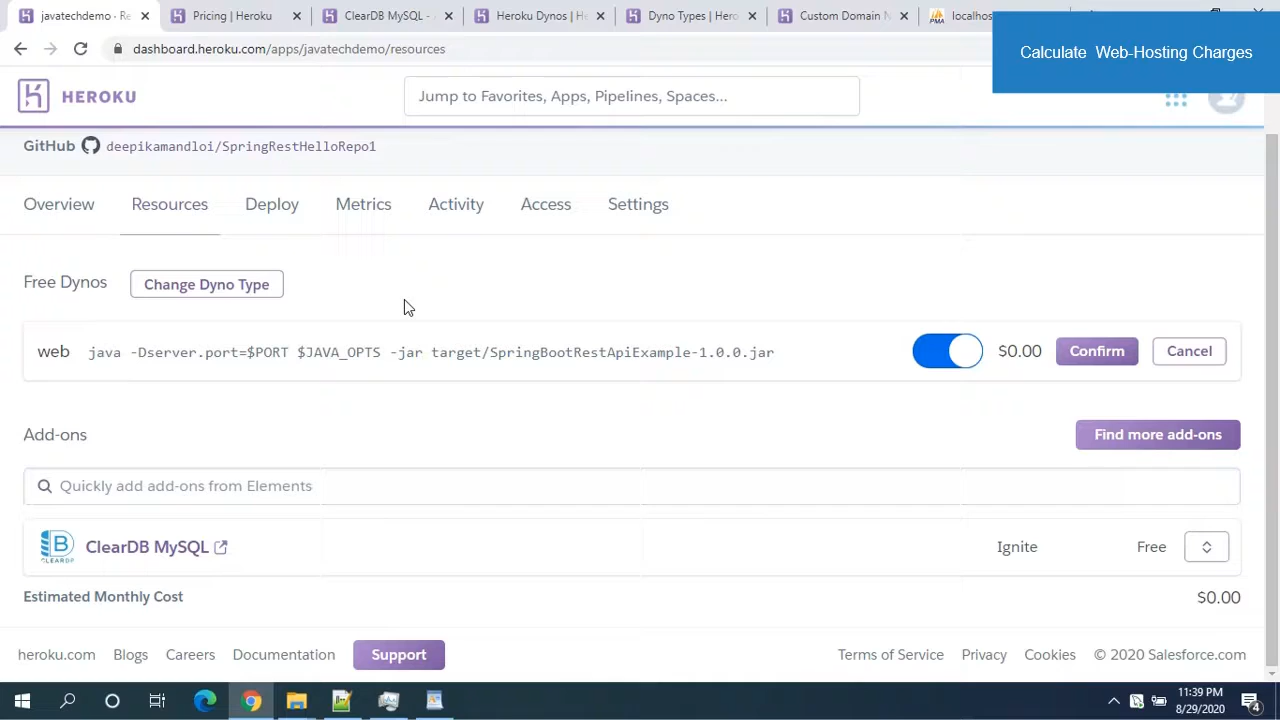 javatechdemo · Re
Pricing | Heroku
ClearDB MySQL - A
Heroku Dynos | H
Dyno Types | Hero
Custom Domain N
localhos
Calculate Web-Hosting Charges
dashboard.heroku.com/apps/javatechdemo/resources
HEROKU
Jump to Favorites, Apps, Pipelines, Spaces...
GitHub deepikamandloi/SpringRestHelloRepo1
Overview Resources Deploy Metrics Activity Access Settings
Free Dynos Change Dyno Type
web java -Dserver.port=$PORT $JAVA_OPTS -jar target/SpringBootRestApiExample-1.0.0.jar $0.00 Confirm Cancel
Add-ons Find more add-ons
Quickly add add-ons from Elements
ClearDB MySQL Ignite Free
CLEARDB
Estimated Monthly Cost $0.00
heroku.com Blogs Careers Documentation Support Terms of Service Privacy Cookies © 2020 Salesforce.com
11:39 PM
8/29/2020
4